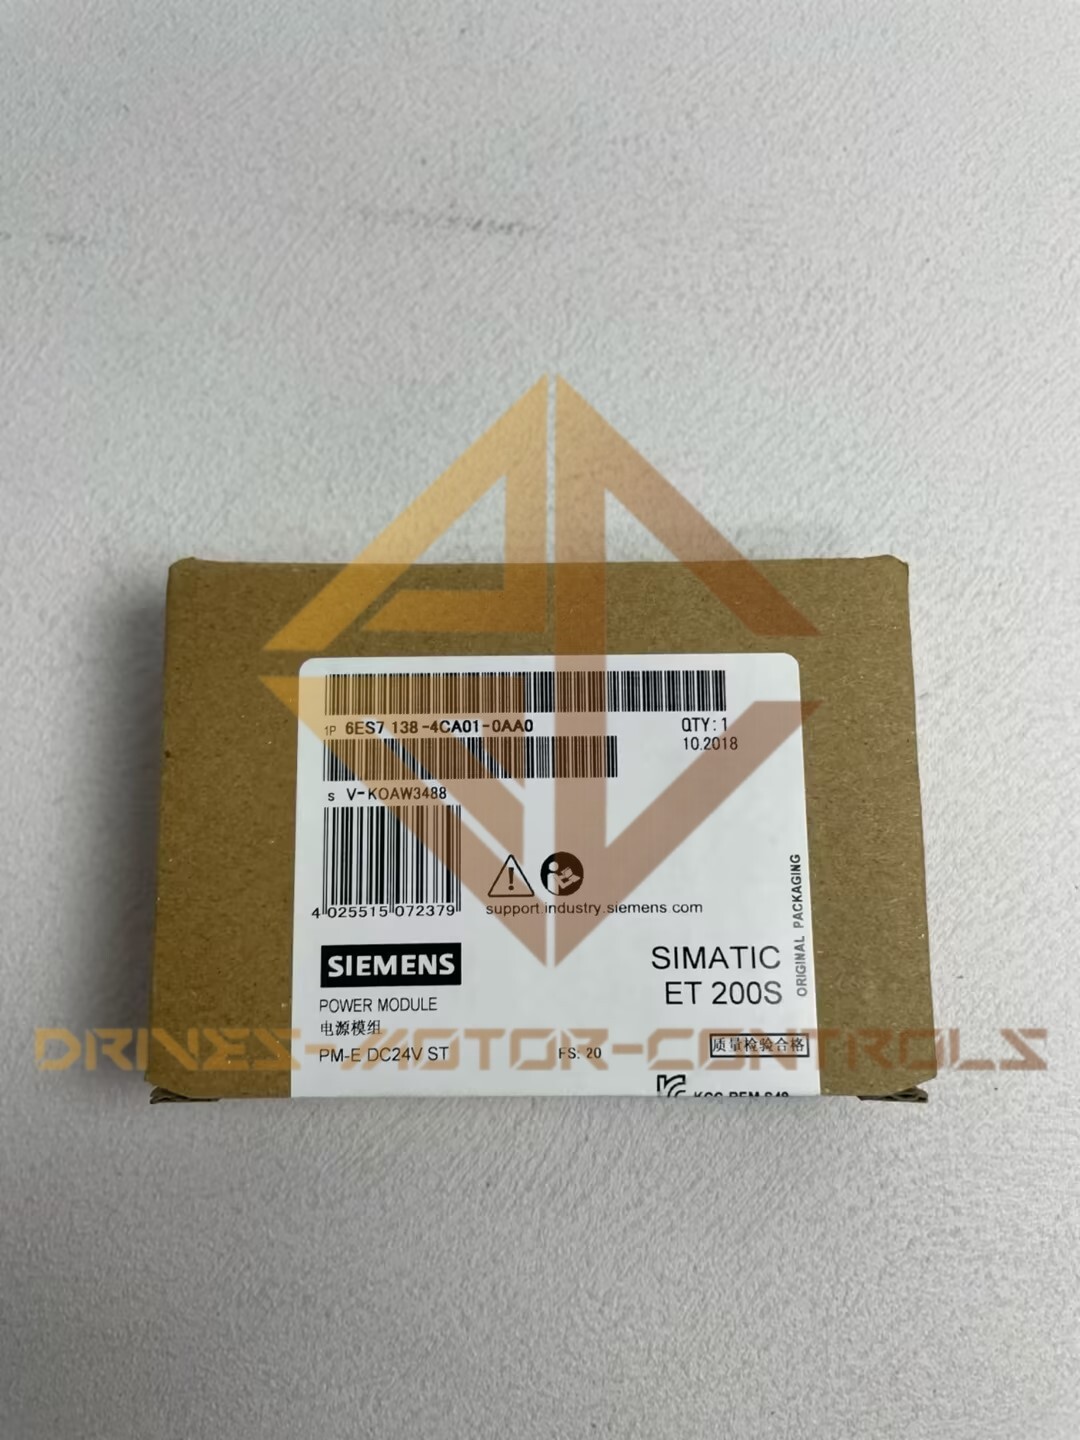 1P 6ES7 138-4CA01-0AA0
QTY: 1
10.2018
S V-KOAW3488
4 025515 072379
support.industry.siemens.com
ORIGINAL PACKAGING
SIEMENS
SIMATIC
ET 200S
POWER MODULE
电源模组
PM-E DC24V ST
FS: 20
质量检验合格
DRIVES-MOTOR-CONTROLS